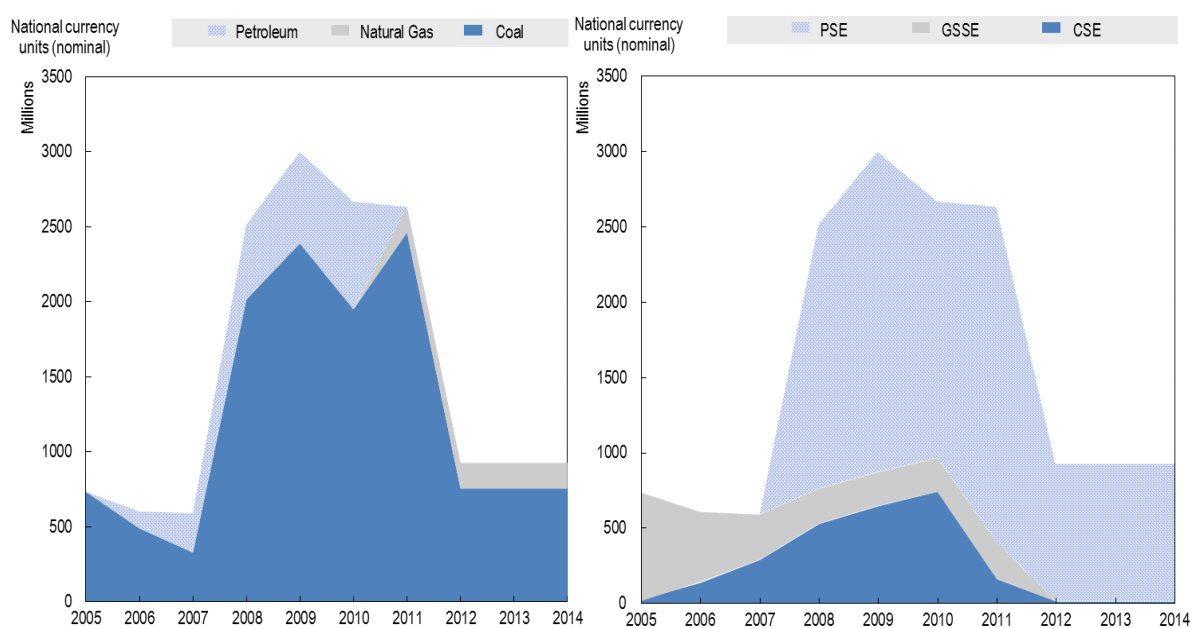 National currency
units (nominal)
Petroleum Natural Gas Coal
Millions
3500
3000
2500
2000
1500
1000
500
0
2005 2006 2007 2008 2009 2010 2011 2012 2013 2014
National currency
units (nominal)
PSE GSSE CSE
Millions
3500
3000
2500
2000
1500
1000
500
0
2005 2006 2007 2008 2009 2010 2011 2012 2013 2014